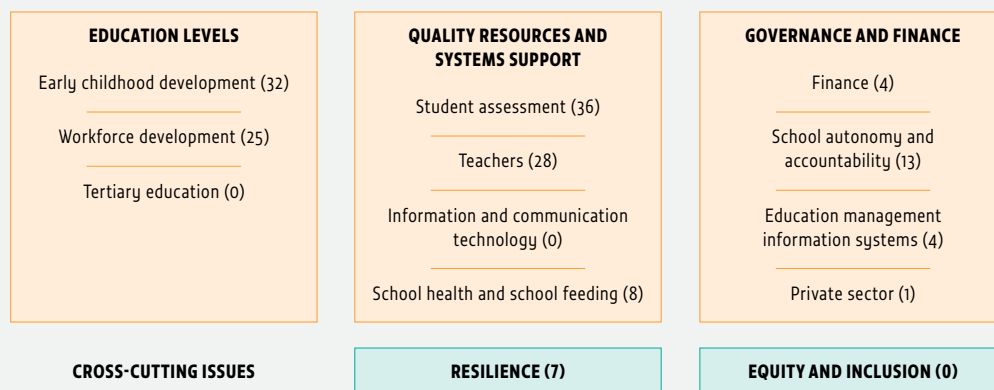 EDUCATION LEVELS
Early childhood development (32)
Workforce development (25)
Tertiary education (0)
QUALITY RESOURCES AND
SYSTEMS SUPPORT
Student assessment (36)
Teachers (28)
Information and communication
technology (0)
School health and school feeding (8)
GOVERNANCE AND FINANCE
Finance (4)
School autonomy and
accountability (13)
Education management
information systems (4)
Private sector (1)
CROSS-CUTTING ISSUES
RESILIENCE (7)
EQUITY AND INCLUSION (0)